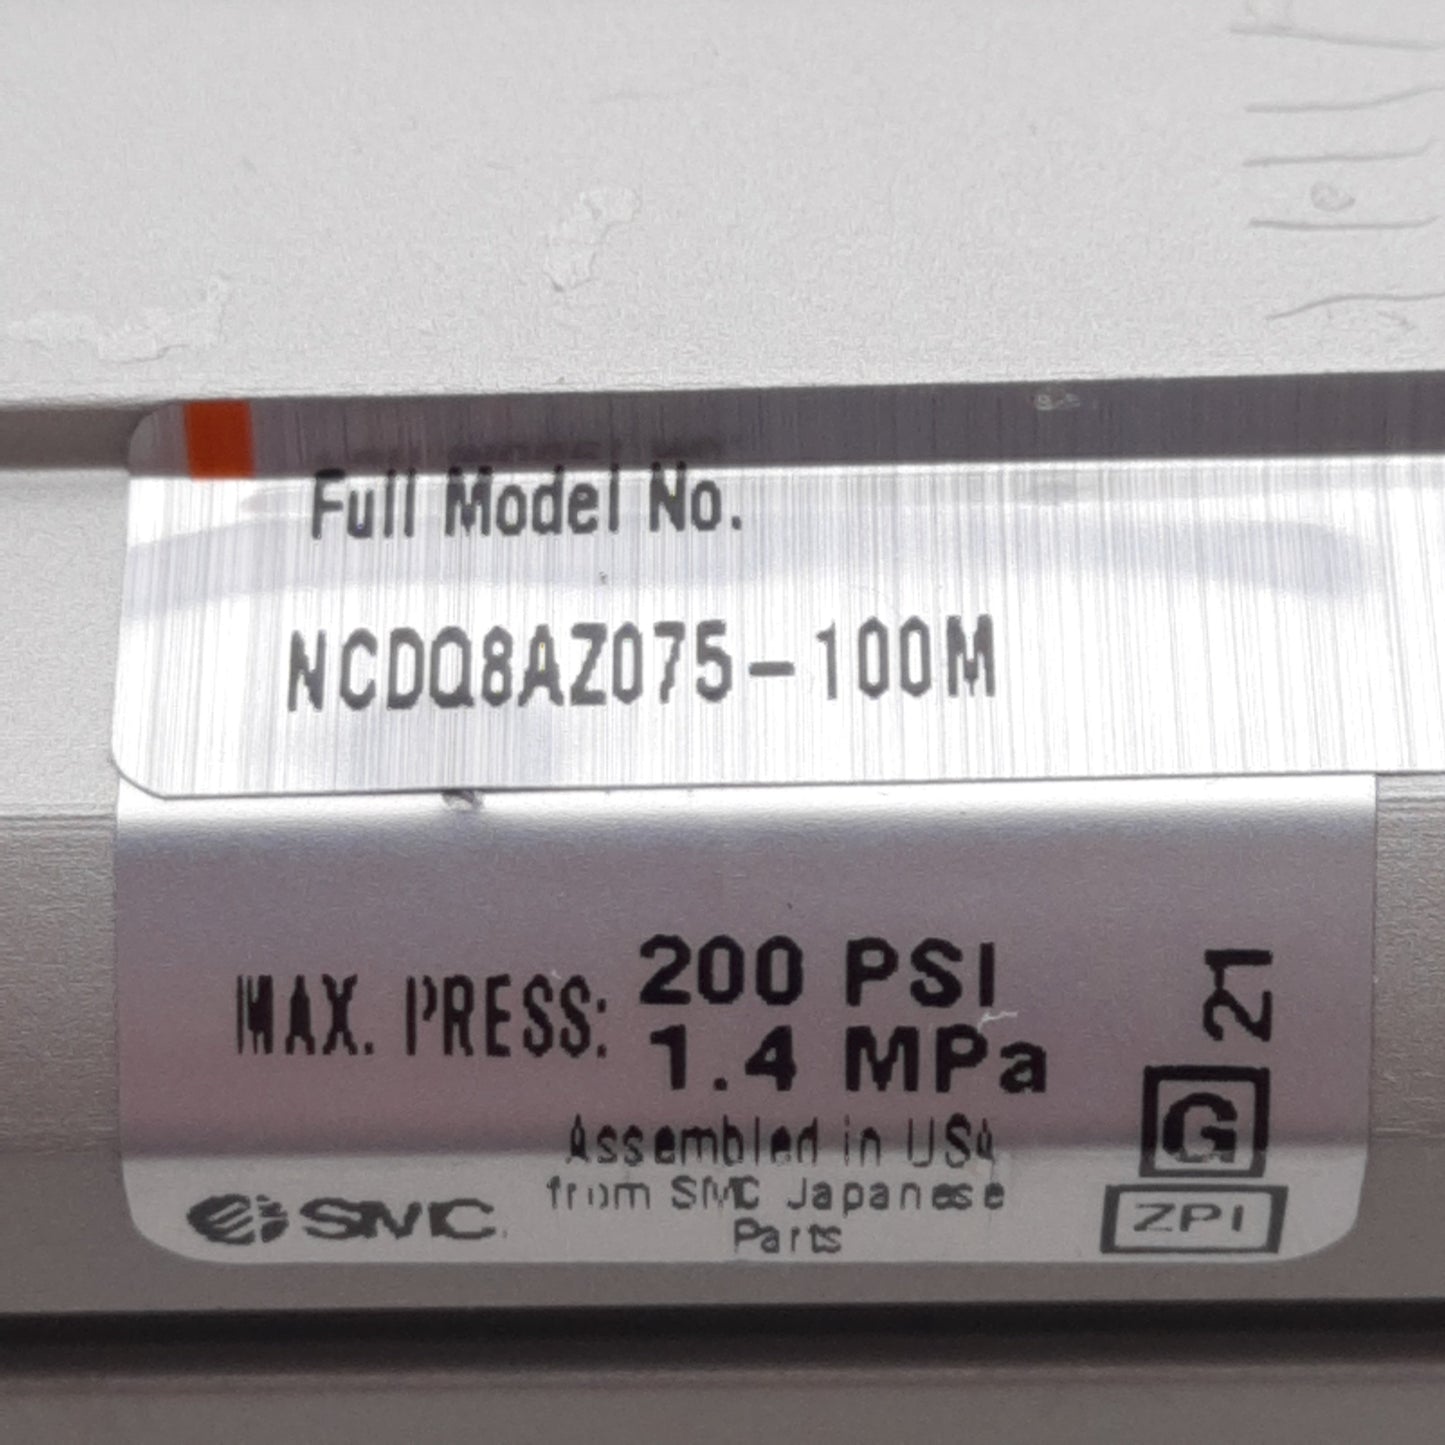 Full Model No.
NCDQ8AZ075-100M
MAX. PRESS: 200 PSI
1.4 MPa
Assembled in USA
from SMC Japanese
Parts
SMC
21
G
ZPI